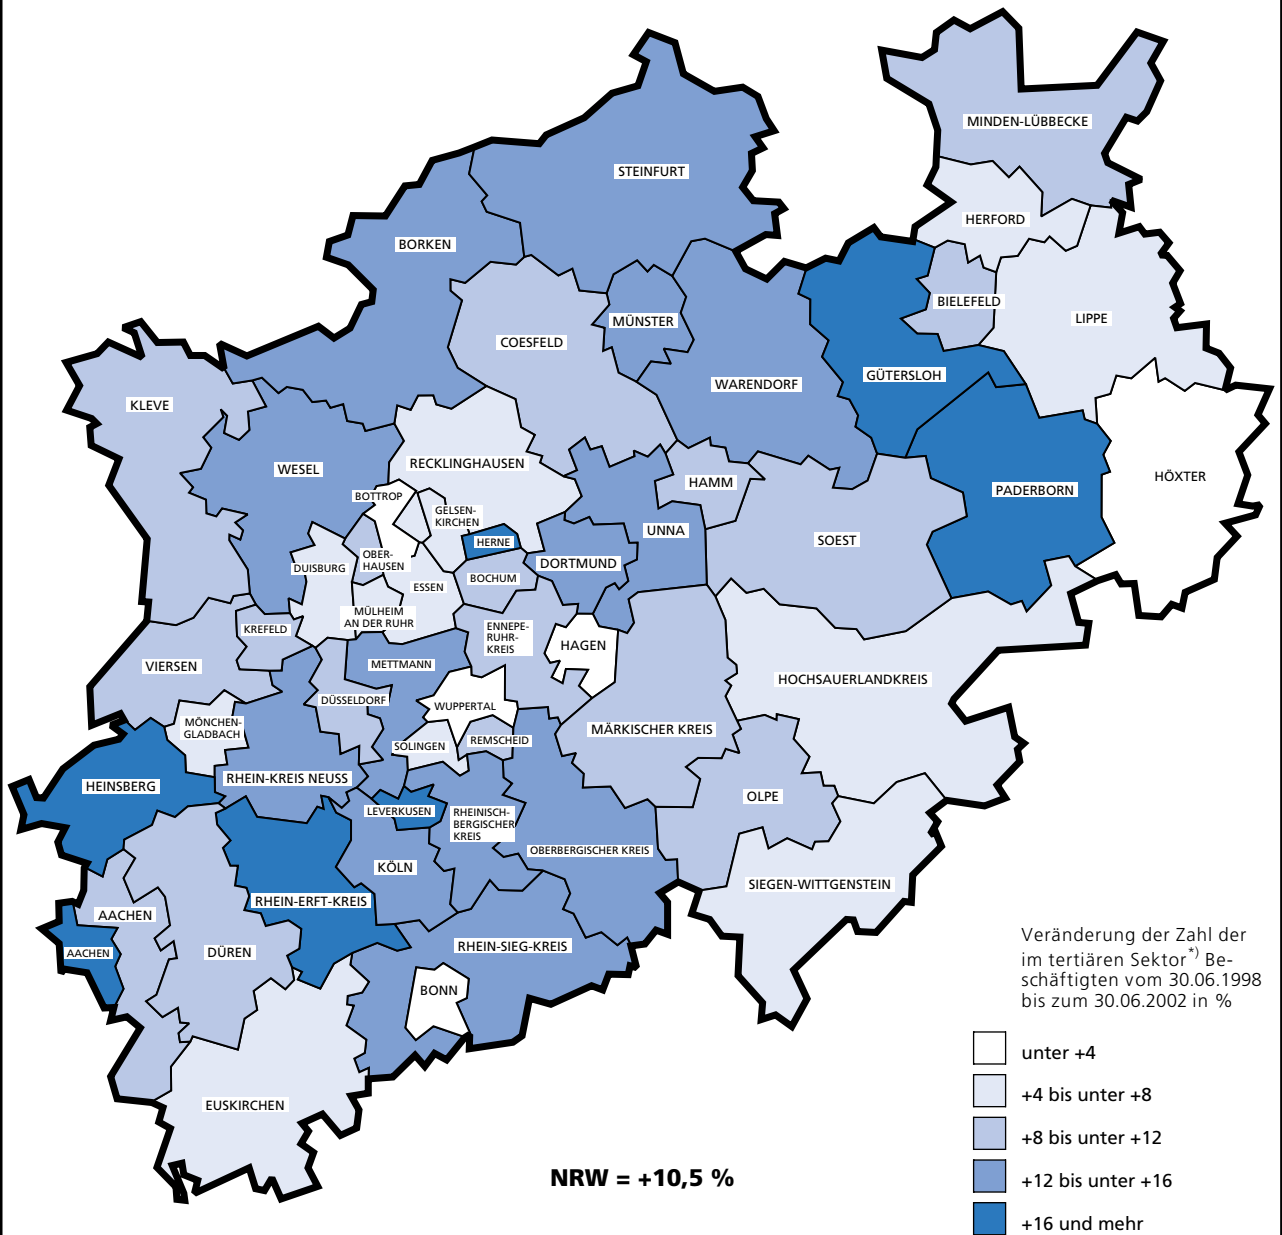 MINDEN-LÜBBECKE
STEINFURT
HERFORD
BORKEN
BIELEFELD
LIPPE
MÜNSTER
COESFELD
GÜTERSLOH
WARENDORF
KLEVE
RECKLINGHAUSEN
WESEL
HÖXTER
HAMM
PADERBORN
BOTTROP
GELSEN-
KIRCHEN
UNNA
HERNE
SOEST
OBER-
HAUSEN
DORTMUND
DUISBURG
BOCHUM
ESSEN
MÜLHEIM
AN DER RUHR
KREFELD
ENNEPE-
RUHR-
KREIS
HAGEN
METTMANN
VIERSEN
HOCHSAUERLANDKREIS
DÜSSELDORF
WUPPERTAL
MÖNCHEN-
GLADBACH
MÄRKISCHER KREIS
REMSCHEID
SOLINGEN
RHEIN-KREIS NEUSS
HEINSBERG
OLPE
LEVERKUSEN
RHEINISCH-
BERGISCHER
KREIS
OBERBERGISCHER KREIS
KÖLN
SIEGEN-WITTGENSTEIN
RHEIN-ERFT-KREIS
AACHEN
RHEIN-SIEG-KREIS
AACHEN
DÜREN
BONN
EUSKIRCHEN
Veränderung der Zahl der
im tertiären Sektor*) Be-
schäftigten vom 30.06.1998
bis zum 30.06.2002 in %
unter +4
+4 bis unter +8
+8 bis unter +12
+12 bis unter +16
+16 und mehr
NRW = +10,5 %